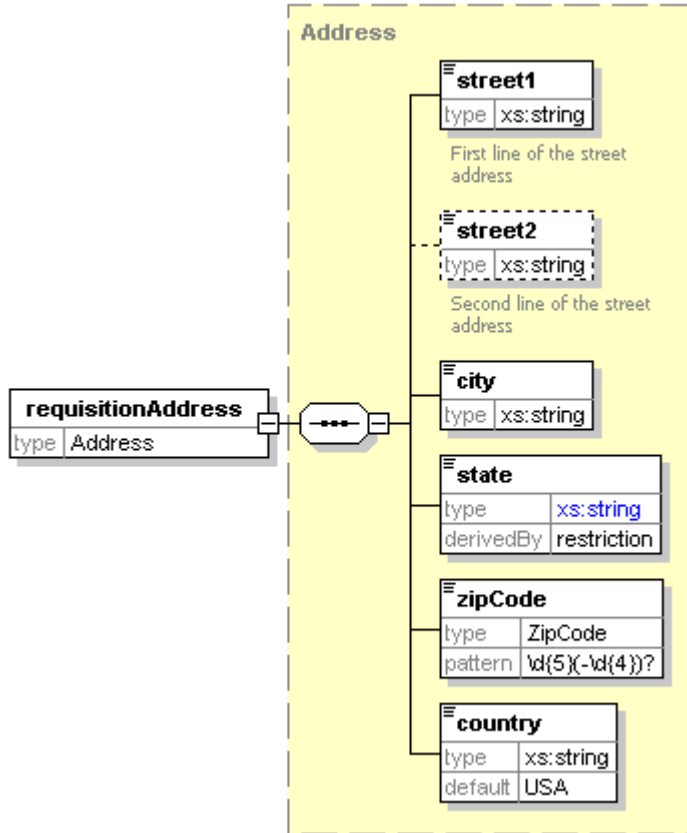 Address
street1
type xs:string
First line of the street
address
street2
type xs:string
Second line of the street
address
city
type xs:string
requisitionAddress
type Address
state
type xs:string
derivedBy restriction
zipCode
type ZipCode
pattern \d{5}(-\d{4})?
country
type xs:string
default USA